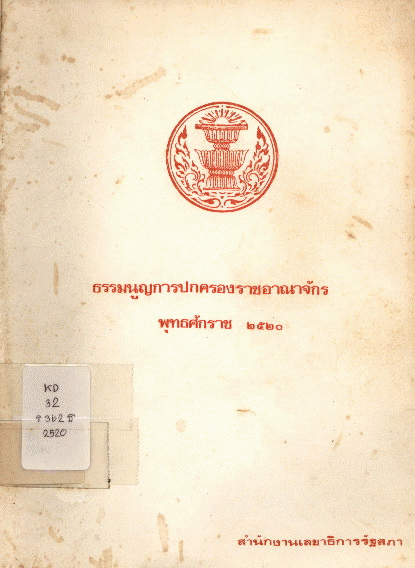 ธรรมนูญการปกครองราชอาณาจักร
พุทธศักราช ๒๕๒๐
KD
32
2520
สำนักงานเลขาธิการรัฐสภา